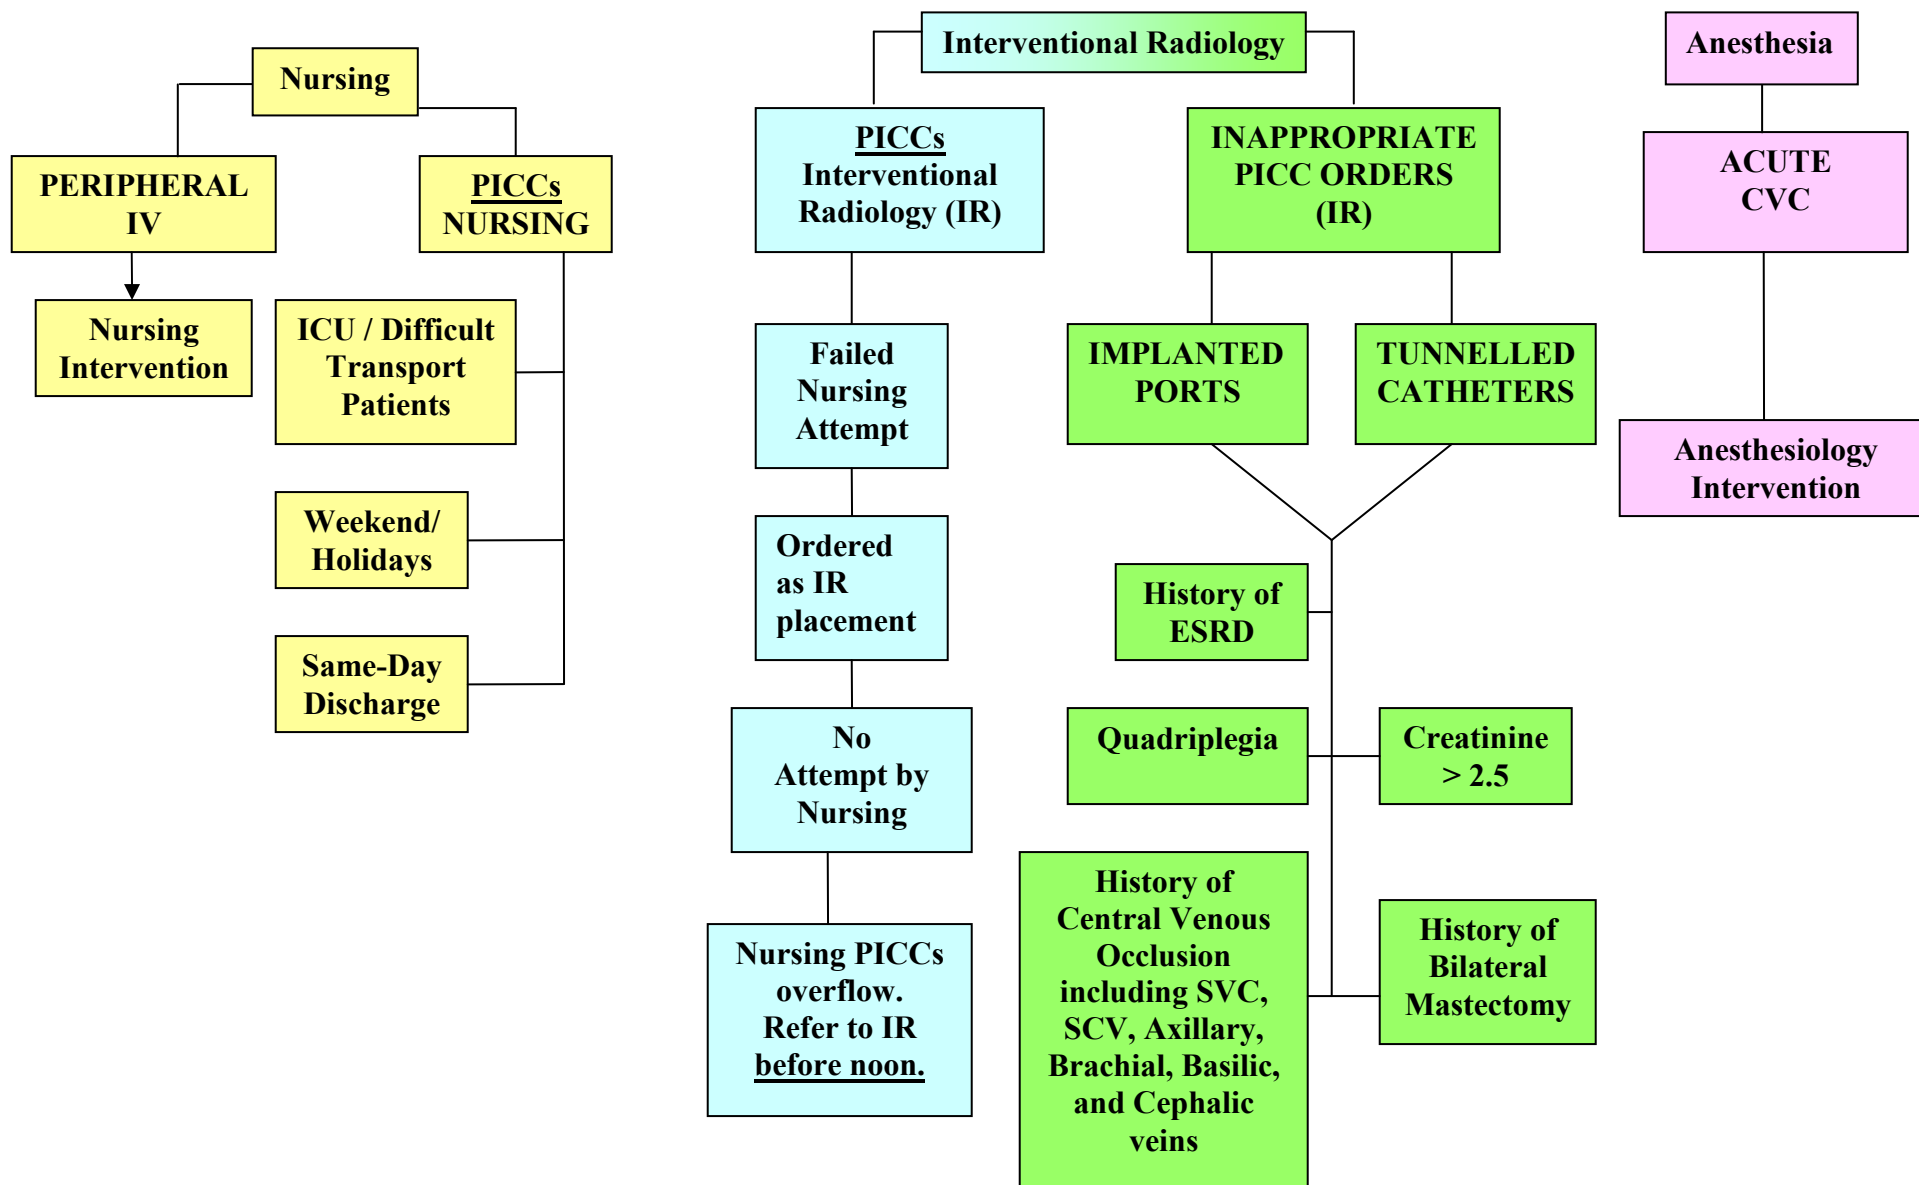 Nursing
PERIPHERAL
IV
PICCs
NURSING
Nursing
Intervention
ICU / Difficult
Transport
Patients
Weekend/
Holidays
Same-Day
Discharge
Interventional Radiology
PICCs
Interventional
Radiology (IR)
Failed
Nursing
Attempt
Ordered
as IR
placement
No
Attempt by
Nursing
Nursing PICCs
overflow.
Refer to IR
before noon.
INAPPROPRIATE
PICC ORDERS
(IR)
IMPLANTED
PORTS
TUNNELLED
CATHETERS
History of
ESRD
Quadriplegia
Creatinine
> 2.5
History of
Central Venous
Occlusion
including SVC,
SCV, Axillary,
Brachial, Basilic,
and Cephalic
veins
History of
Bilateral
Mastectomy
Anesthesia
ACUTE
CVC
Anesthesiology
Intervention